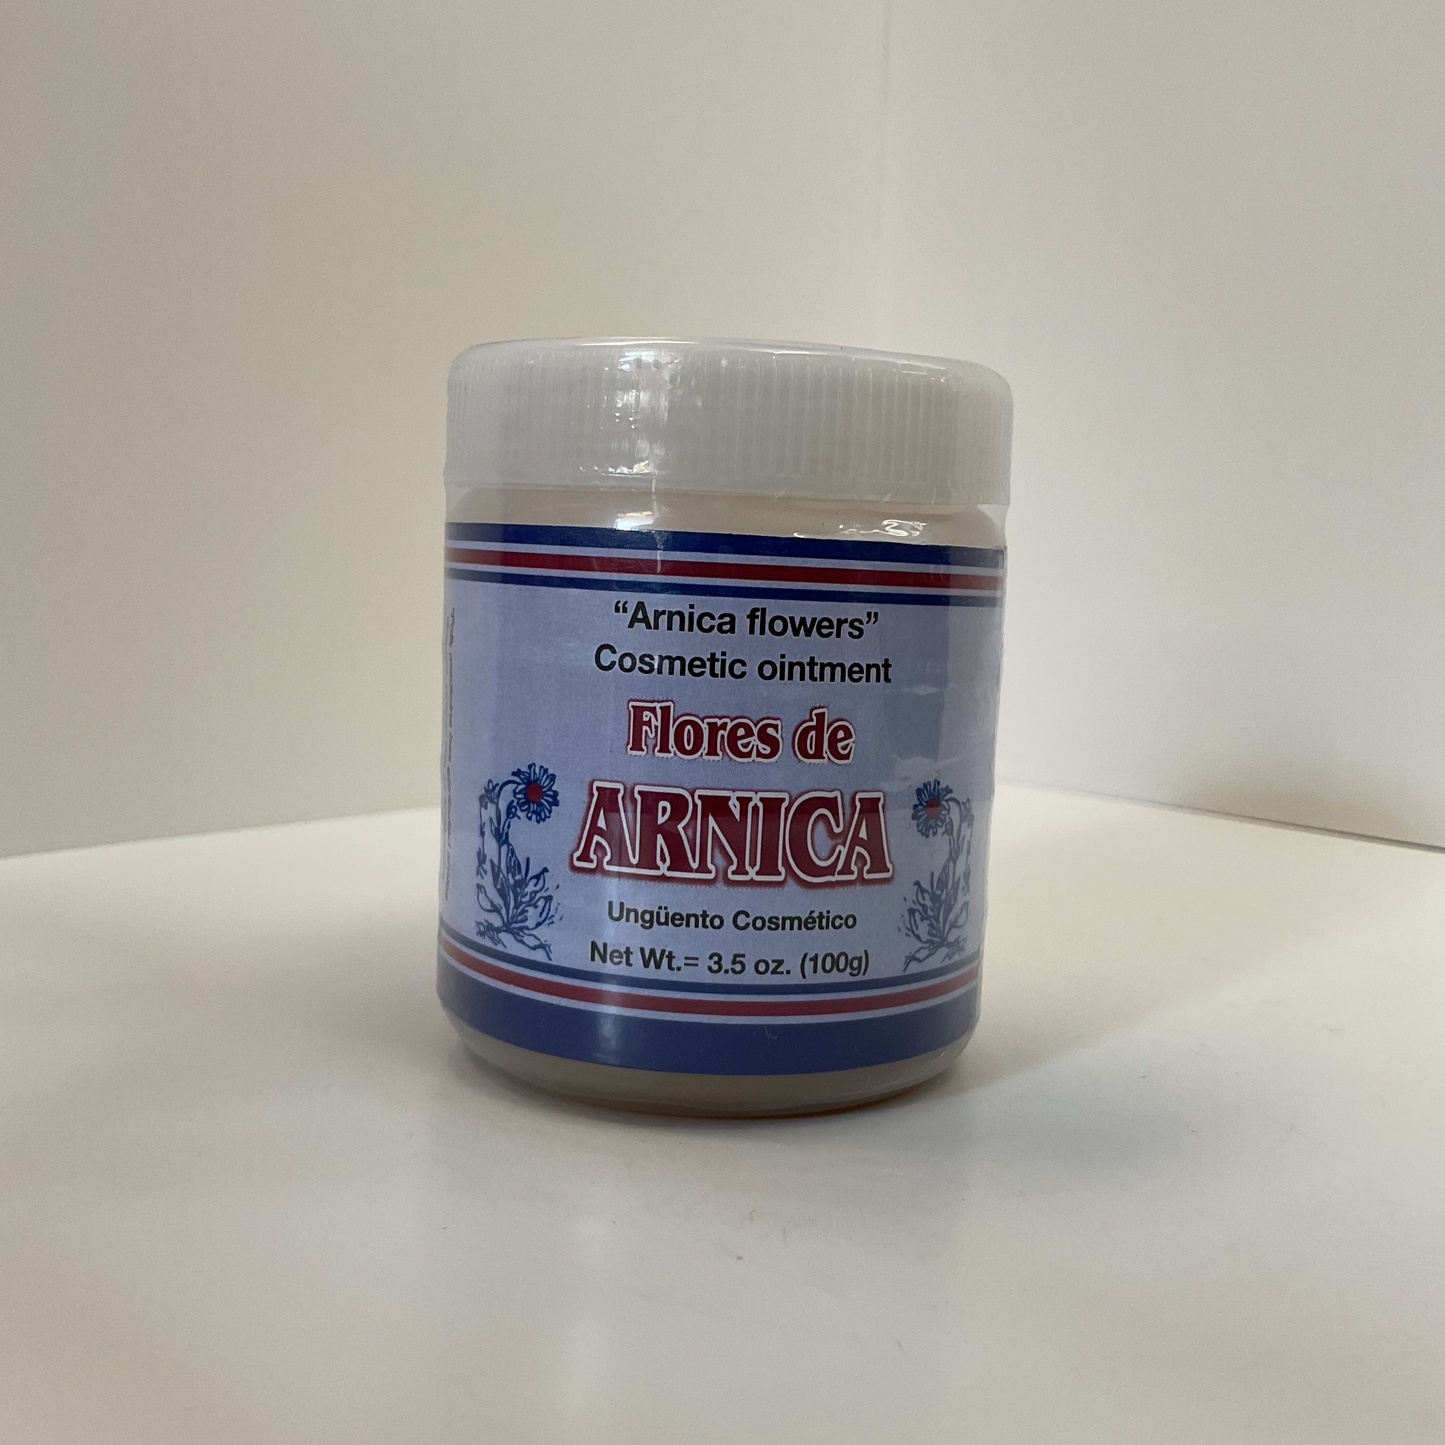 “Arnica flowers”
Cosmetic ointment
Flores de
ARNICA
Ungüento Cosmético
Net Wt.= 3.5 oz. (100g)